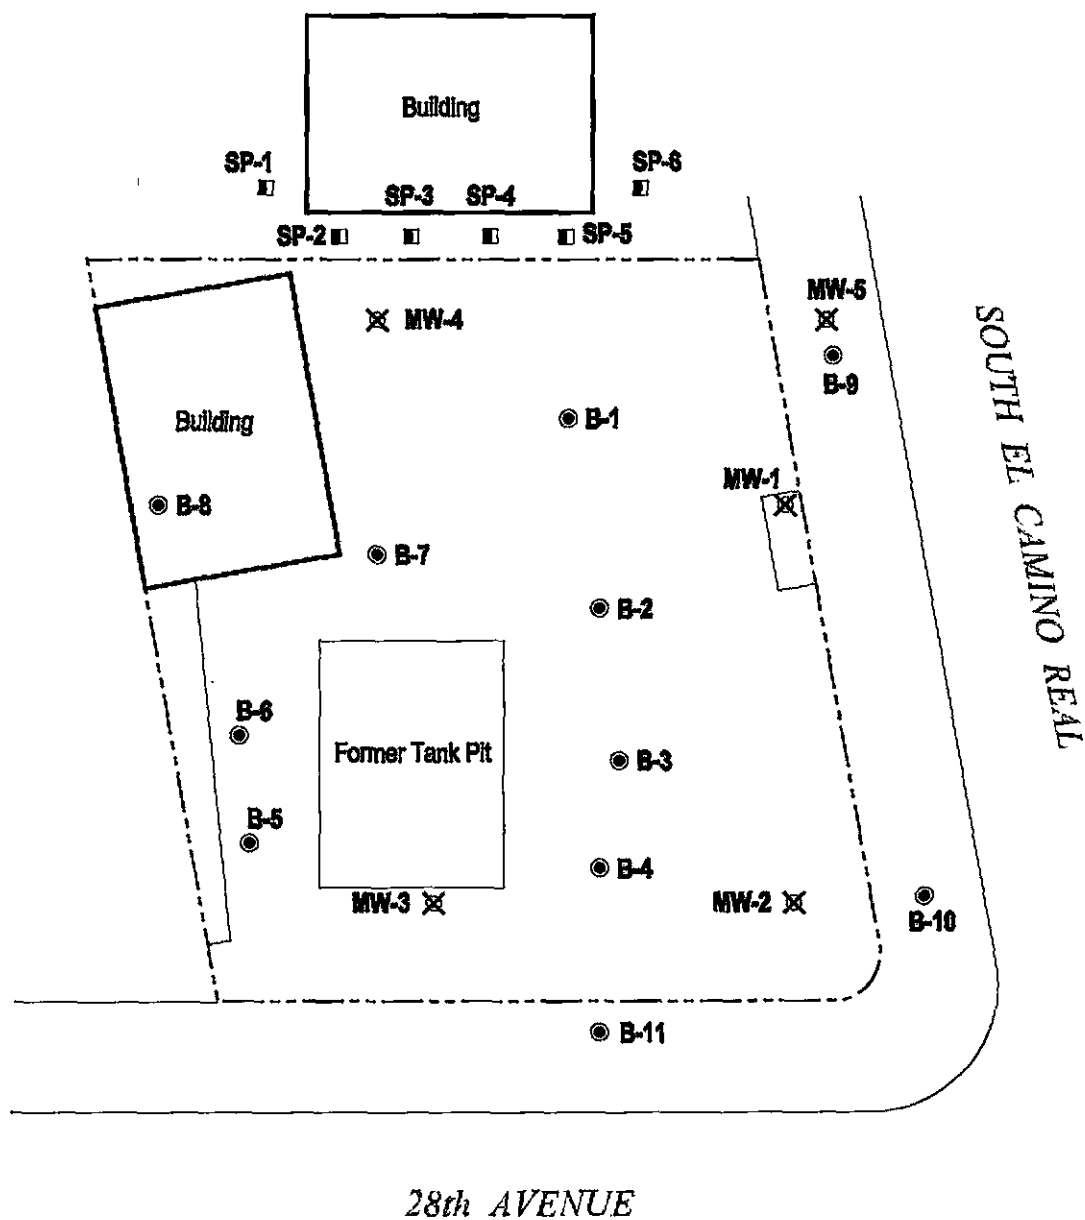 Building
SP-1
SP-6
SP-3
SP-4
SP-2
SP-5
MW-5
MW-4
B-9
Building
B-1
MW-1
B-8
B-7
B-2
SOUTH EL CAMINO REAL
B-6
Former Tank Pit
B-3
B-5
B-4
MW-3
MW-2
B-10
B-11
28th AVENUE